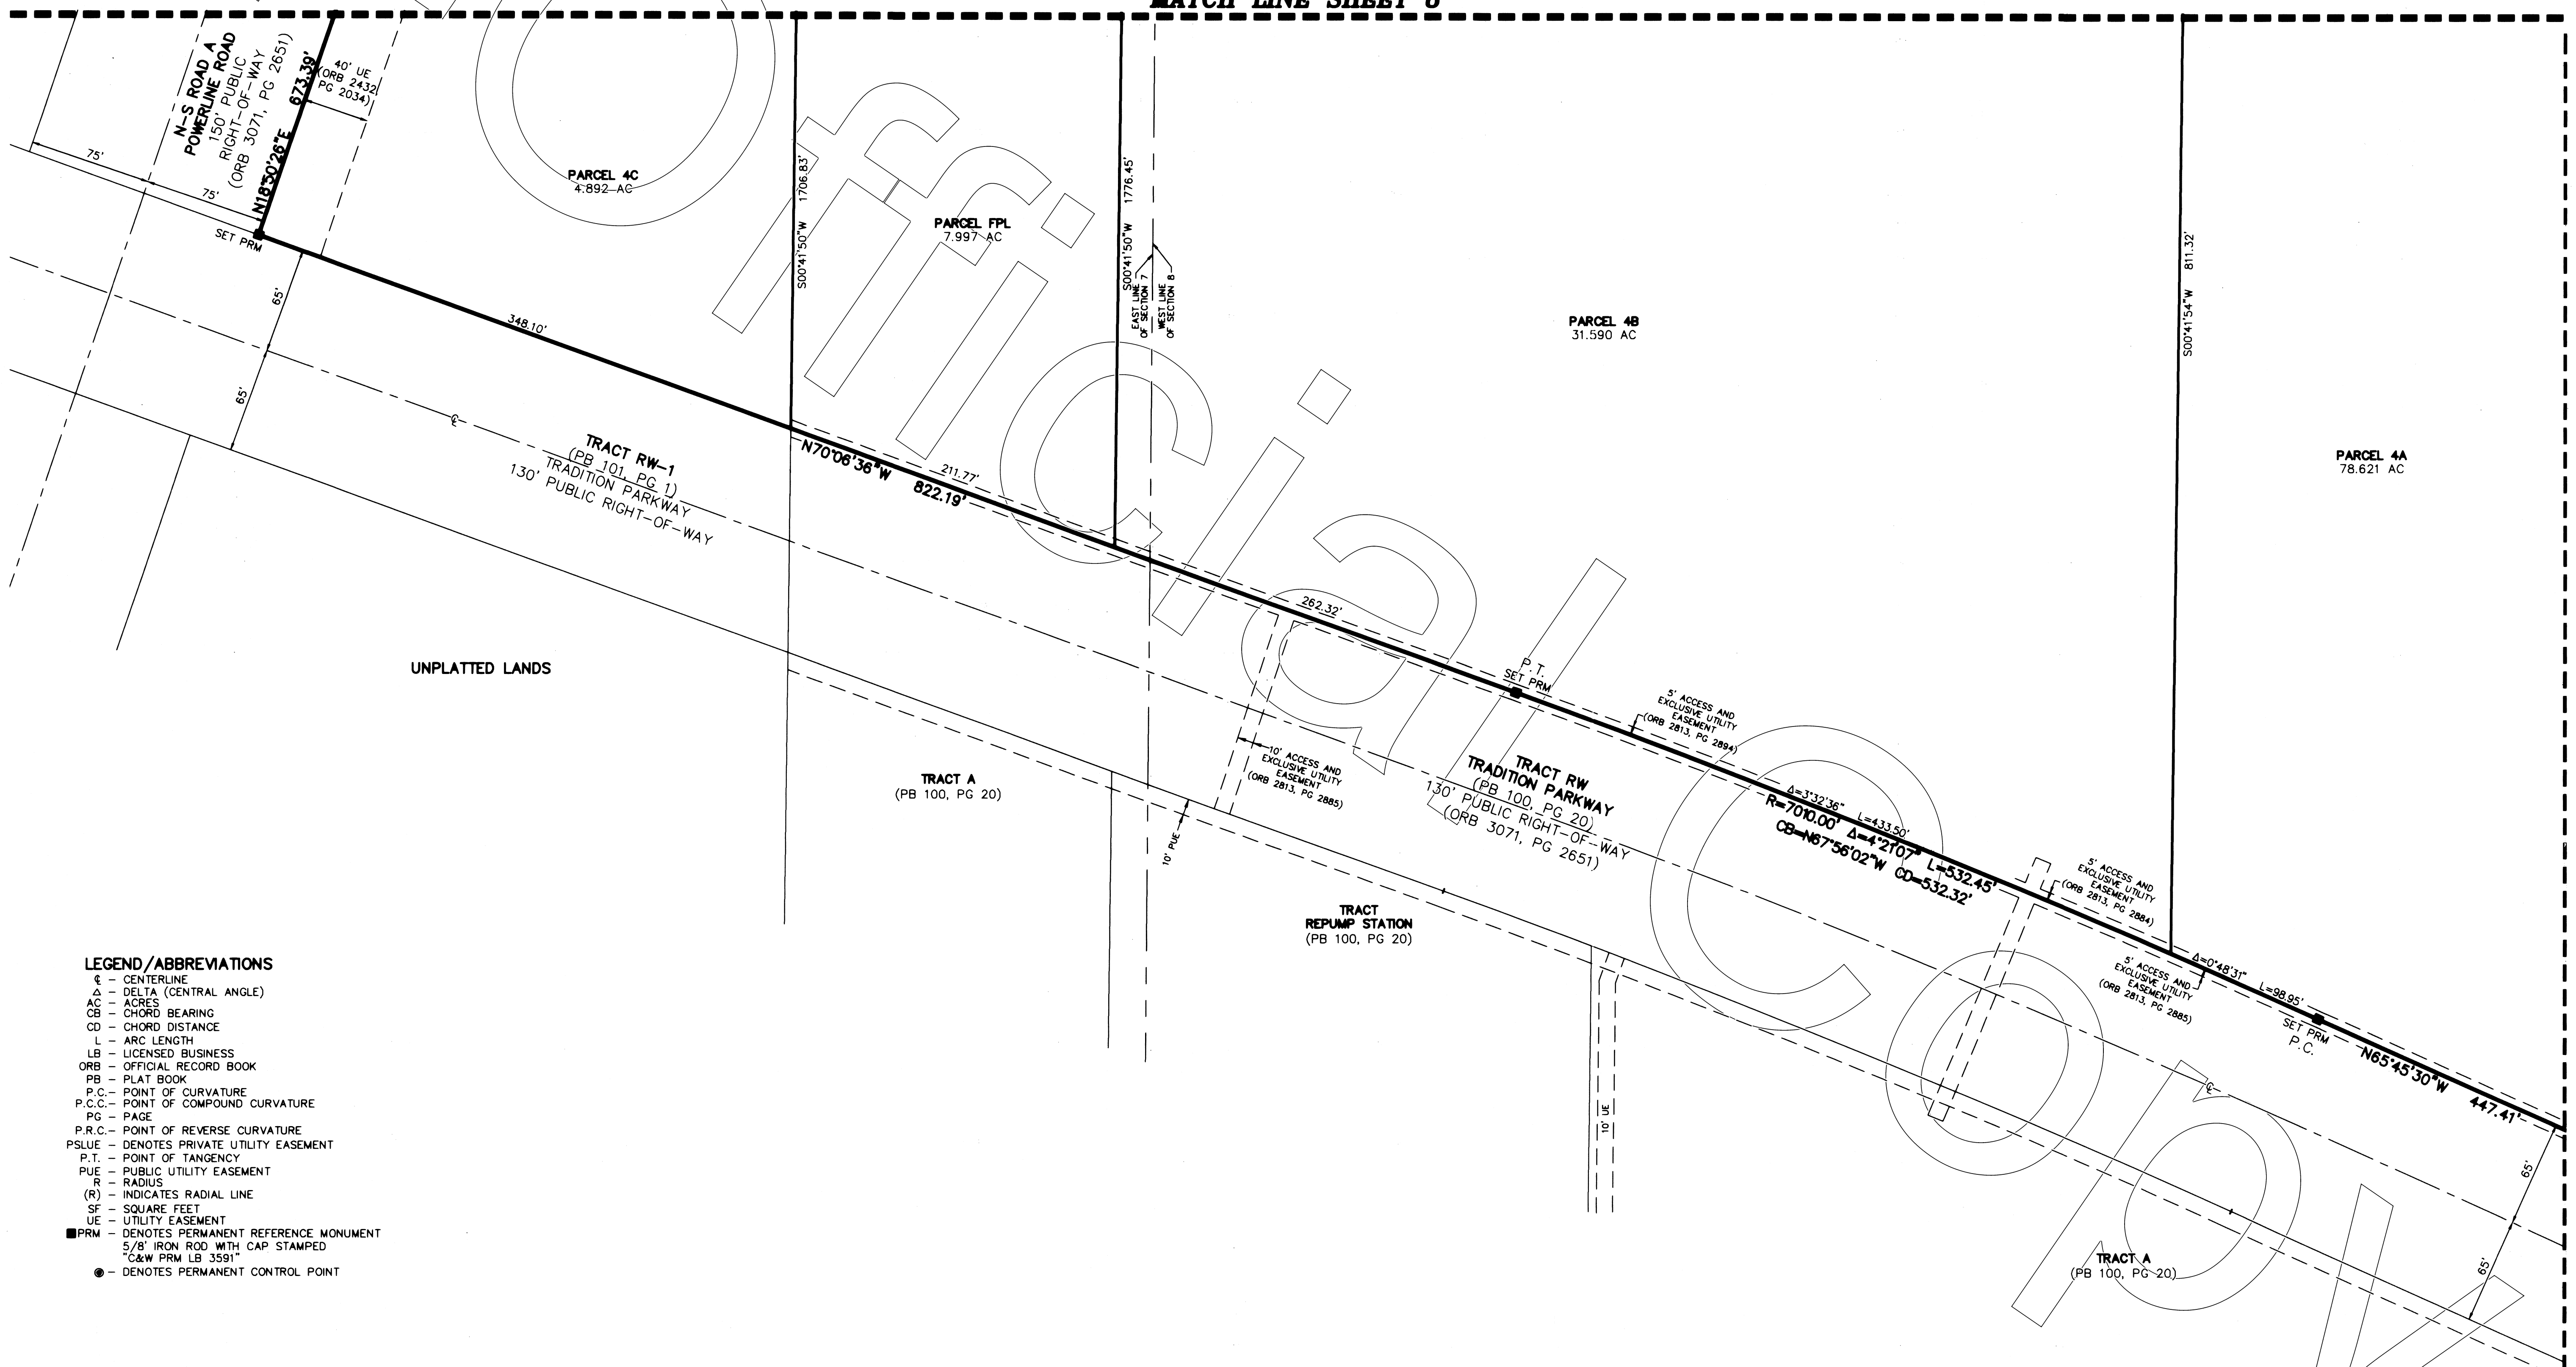 MATCH LINE SHEET
N-S ROAD A
POWERLINE ROAD
150' PUBLIC
RIGHT-OF-WAY
(ORB 3071, PG 2651)
N18°50'26"E 673.39'
40' UE
(ORB 2432
PG 2034)
75'
75'
SET PRM
65'
65'
PARCEL 4C
4.892 AC
S00°41'50"W 1706.83'
PARCEL FPL
7.997 AC
S00°41'50"W 1776.45'
EAST LINE
OF SECTION 7
WEST LINE
OF SECTION 8
PARCEL 4B
31.590 AC
S00°41'54"W 811.32'
PARCEL 4A
78.621 AC
348.10'
℄
TRACT RW-1
(PB 101, PG 1)
TRADITION PARKWAY
130' PUBLIC RIGHT-OF-WAY
211.77'
N70°06'36"W 822.19'
262.32'
P.T.
SET PRM
UNPLATTED LANDS
TRACT A
(PB 100, PG 20)
10' PUE
10' ACCESS AND
EXCLUSIVE UTILITY
EASEMENT
(ORB 2813, PG 2885)
5' ACCESS AND
EXCLUSIVE UTILITY
EASEMENT
(ORB 2813, PG 2894)
TRACT RW
TRADITION PARKWAY
(PB 100, PG 20)
130' PUBLIC RIGHT-OF-WAY
(ORB 3071, PG 2651)
Δ=3°32'36" L=433.50'
R=7010.00' Δ=4°21'07" L=532.45'
CB=N67°56'02"W CD=532.32'
5' ACCESS AND
EXCLUSIVE UTILITY
EASEMENT
(ORB 2813, PG 2884)
5' ACCESS AND
EXCLUSIVE UTILITY
EASEMENT
(ORB 2813, PG 2885)
Δ=0°48'31" L=98.95'
SET PRM
P.C.
N65°45'30"W 447.41'
TRACT
REPUMP STATION
(PB 100, PG 20)
10' UE
℄
65'
65'
TRACT A
(PB 100, PG 20)
LEGEND/ABBREVIATIONS
℄ - CENTERLINE
Δ - DELTA (CENTRAL ANGLE)
AC - ACRES
CB - CHORD BEARING
CD - CHORD DISTANCE
L - ARC LENGTH
LB - LICENSED BUSINESS
ORB - OFFICIAL RECORD BOOK
PB - PLAT BOOK
P.C.- POINT OF CURVATURE
P.C.C.- POINT OF COMPOUND CURVATURE
PG - PAGE
P.R.C.- POINT OF REVERSE CURVATURE
PSLUE - DENOTES PRIVATE UTILITY EASEMENT
P.T. - POINT OF TANGENCY
PUE - PUBLIC UTILITY EASEMENT
R - RADIUS
(R) - INDICATES RADIAL LINE
SF - SQUARE FEET
UE - UTILITY EASEMENT
PRM - DENOTES PERMANENT REFERENCE MONUMENT
5/8' IRON ROD WITH CAP STAMPED
"C&W PRM LB 3591"
- DENOTES PERMANENT CONTROL POINT
Official Copy